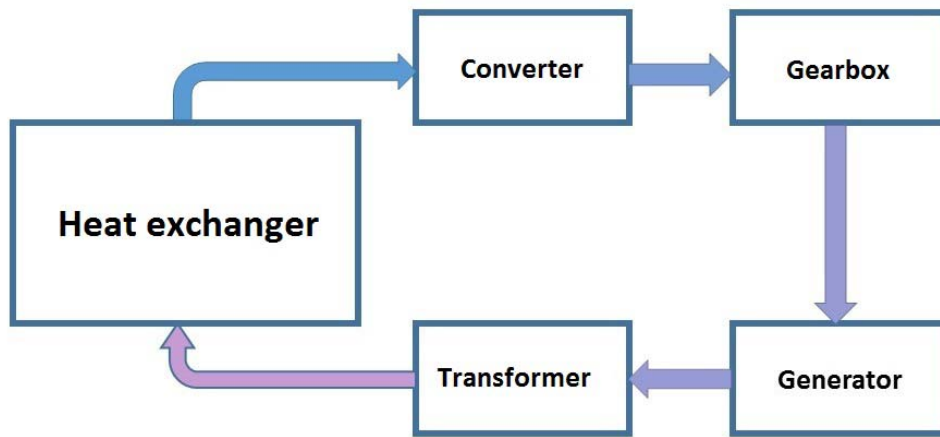 Converter
Gearbox
Heat exchanger
Transformer
Generator